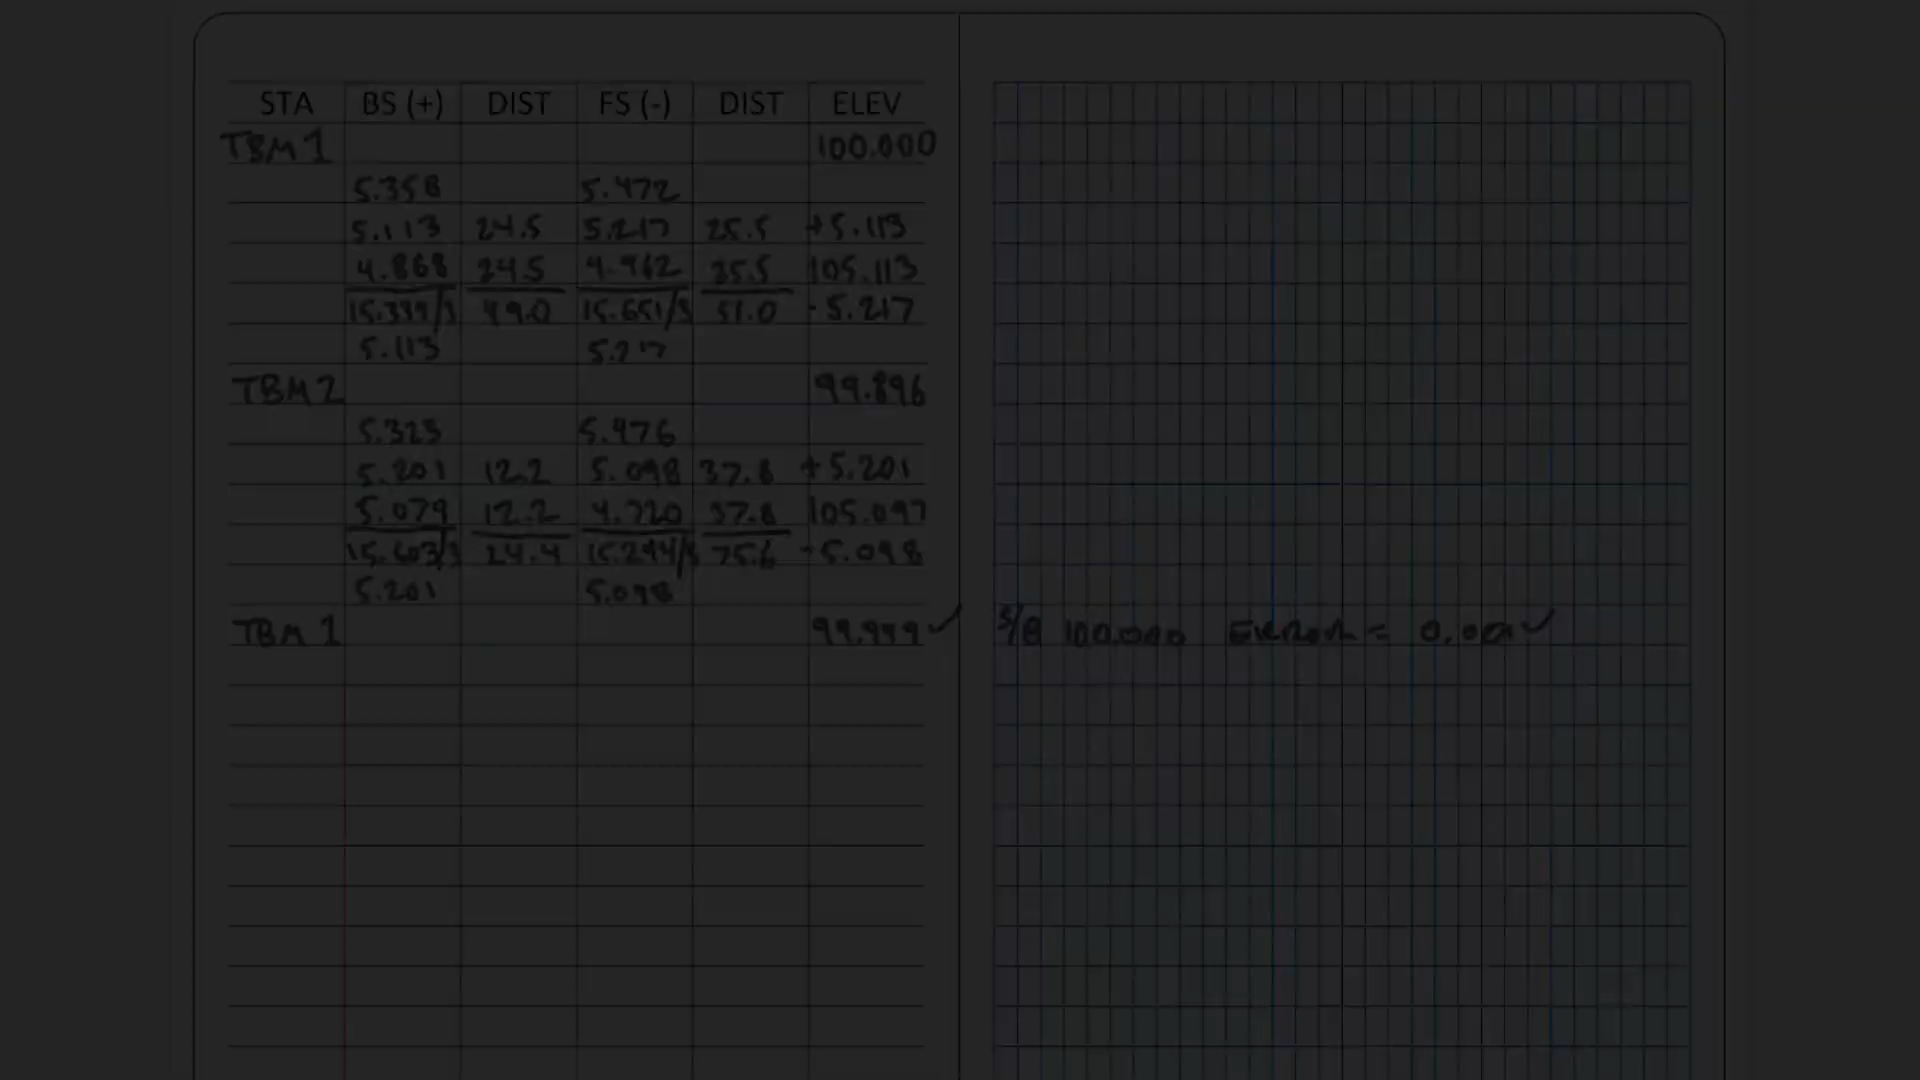 STA BS (+) DIST FS (-) DIST ELEV
TBM 1 100.000
5.358 5.472
5.113 24.5 5.217 25.5 +5.113
4.868 24.5 4.962 25.5 105.113
15.339/3 49.0 15.651/3 51.0 -5.217
5.113 5.217
TBM 2 99.896
5.323 5.476
5.201 12.2 5.098 37.8 +5.201
5.079 12.2 4.720 37.8 105.097
15.603/3 24.4 15.294/3 75.6 -5.098
5.201 5.098
TBM 1 99.999 ✓ S/B 100.000 ERROR = 0.001 ✓